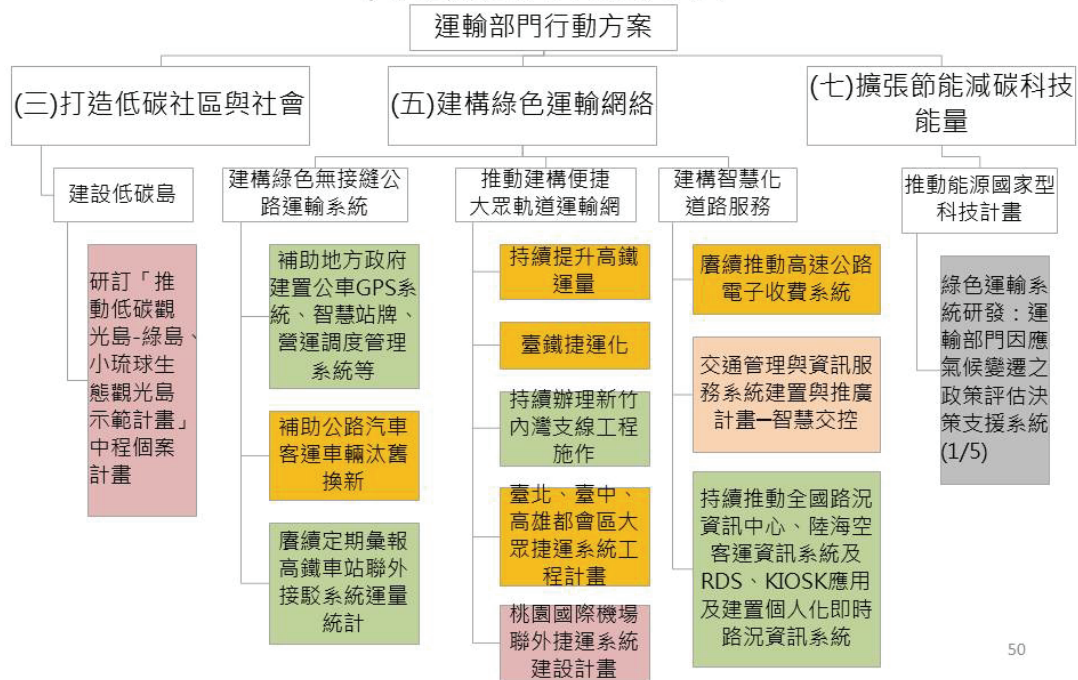 運輸部門行動方案
(三)打造低碳社區與社會
(五)建構綠色運輸網絡
(七)擴張節能減碳科技
能量
建設低碳島
建構綠色無接縫公
路運輸系統
推動建構便捷
大眾軌道運輸網
建構智慧化
道路服務
推動能源國家型
科技計畫
研訂「推
動低碳觀
光島-綠島、
小琉球生
態觀光島
示範計畫」
中程個案
計畫
補助地方政府
建置公車GPS系
統、智慧站牌、
營運調度管理
系統等
補助公路汽車
客運車輛汰舊
換新
賡續定期彙報
高鐵車站聯外
接駁系統運量
統計
持續提升高鐵
運量
臺鐵捷運化
持續辦理新竹
內灣支線工程
施作
臺北、臺中、
高雄都會區大
眾捷運系統工
程計畫
桃園國際機場
聯外捷運系統
建設計畫
賡續推動高速公路
電子收費系統
交通管理與資訊服
務系統建置與推廣
計畫─智慧交控
持續推動全國路況
資訊中心、陸海空
客運資訊系統及
RDS、KIOSK應用
及建置個人化即時
路況資訊系統
綠色運輸系
統研發：運
輸部門因應
氣候變遷之
政策評估決
策支援系統
(1/5)
50